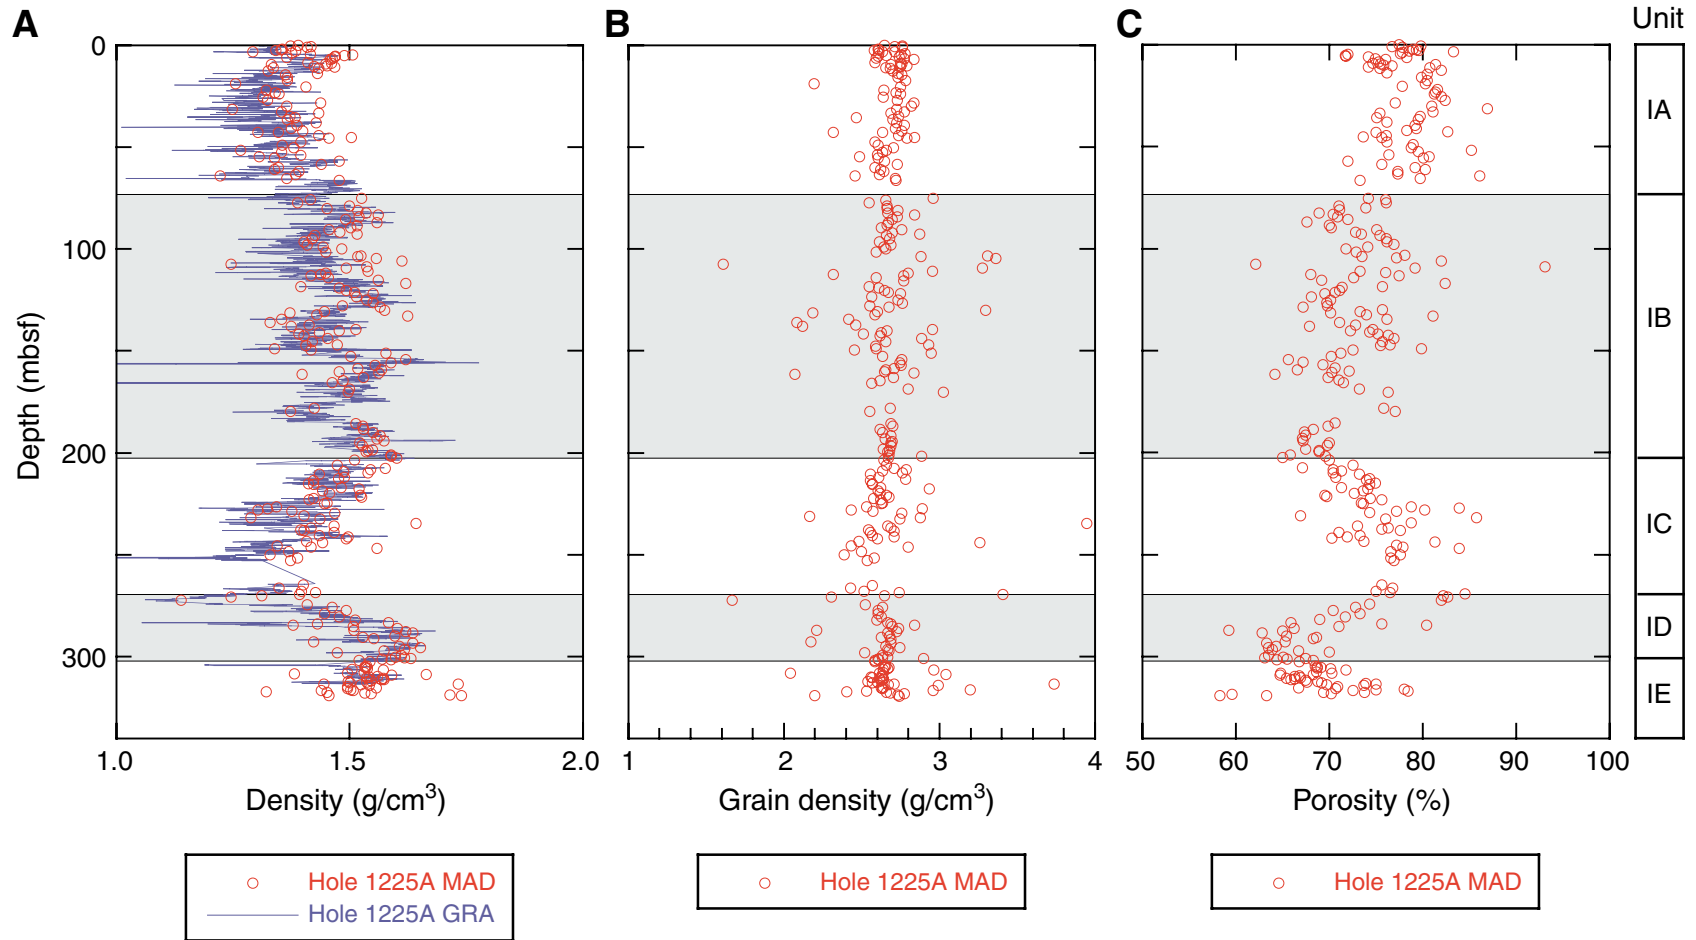 A
B
C
Unit
0
100
200
300
Depth (mbsf)
IA
IB
IC
ID
IE
1.0 1.5 2.0
1 2 3 4
50 60 70 80 90 100
Density (g/cm³)
Grain density (g/cm³)
Porosity (%)
Hole 1225A MAD
Hole 1225A GRA
Hole 1225A MAD
Hole 1225A MAD